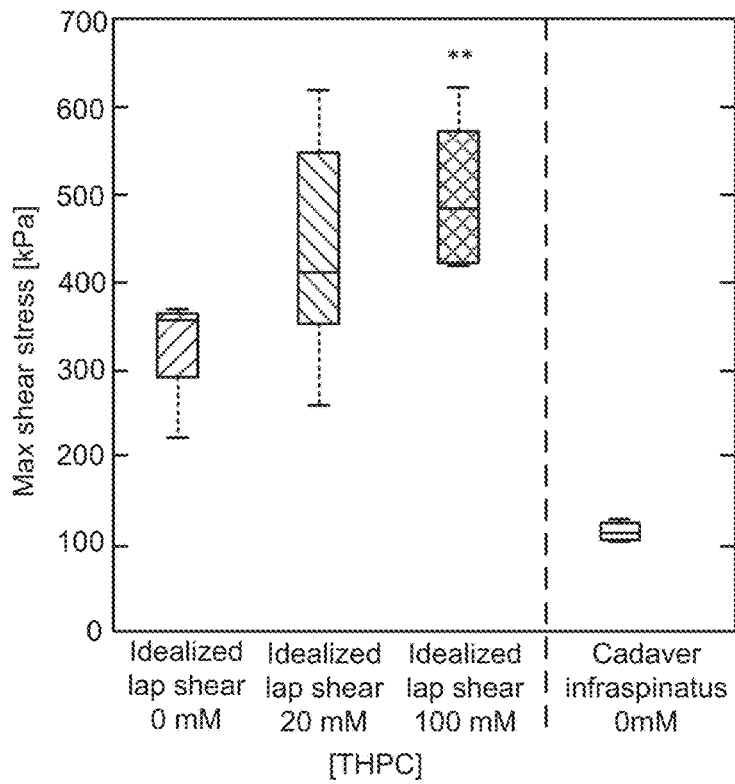 Max shear stress [kPa]
700
600
500
400
300
200
100
0
**
Idealized
lap shear
0 mM
Idealized
lap shear
20 mM
Idealized
lap shear
100 mM
Cadaver
infraspinatus
0mM
[THPC]